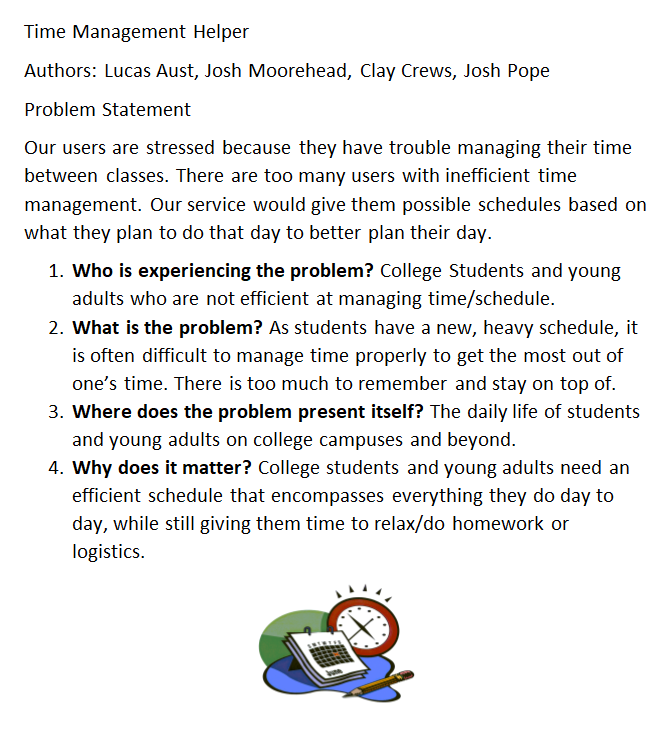 Time Management Helper
Authors: Lucas Aust, Josh Moorehead, Clay Crews, Josh Pope
Problem Statement
Our users are stressed because they have trouble managing their time
between classes. There are too many users with inefficient time
management. Our service would give them possible schedules based on
what they plan to do that day to better plan their day.
1. Who is experiencing the problem? College Students and young
adults who are not efficient at managing time/schedule.
2. What is the problem? As students have a new, heavy schedule, it
is often difficult to manage time properly to get the most out of
one’s time. There is too much to remember and stay on top of.
3. Where does the problem present itself? The daily life of students
and young adults on college campuses and beyond.
4. Why does it matter? College students and young adults need an
efficient schedule that encompasses everything they do day to
day, while still giving them time to relax/do homework or
logistics.
S M T W T F S
June